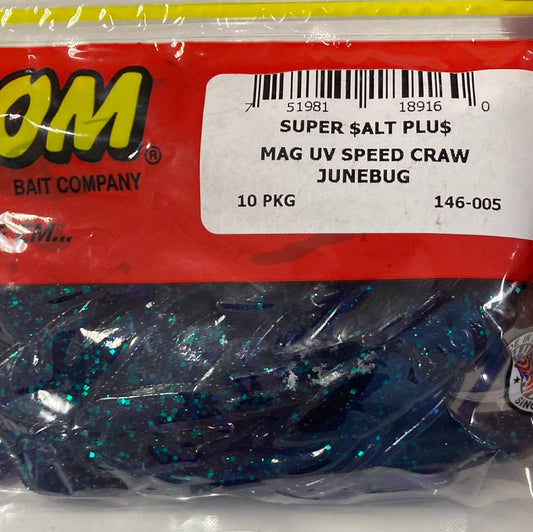 OM®
BAIT COMPANY
7 51981 18916 0
SUPER $ALT PLU$
MAG UV SPEED CRAW
JUNEBUG
10 PKG 146-005
'EM...